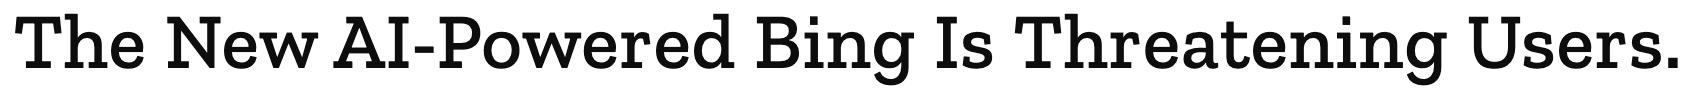 The New AI-Powered Bing Is Threatening Users.